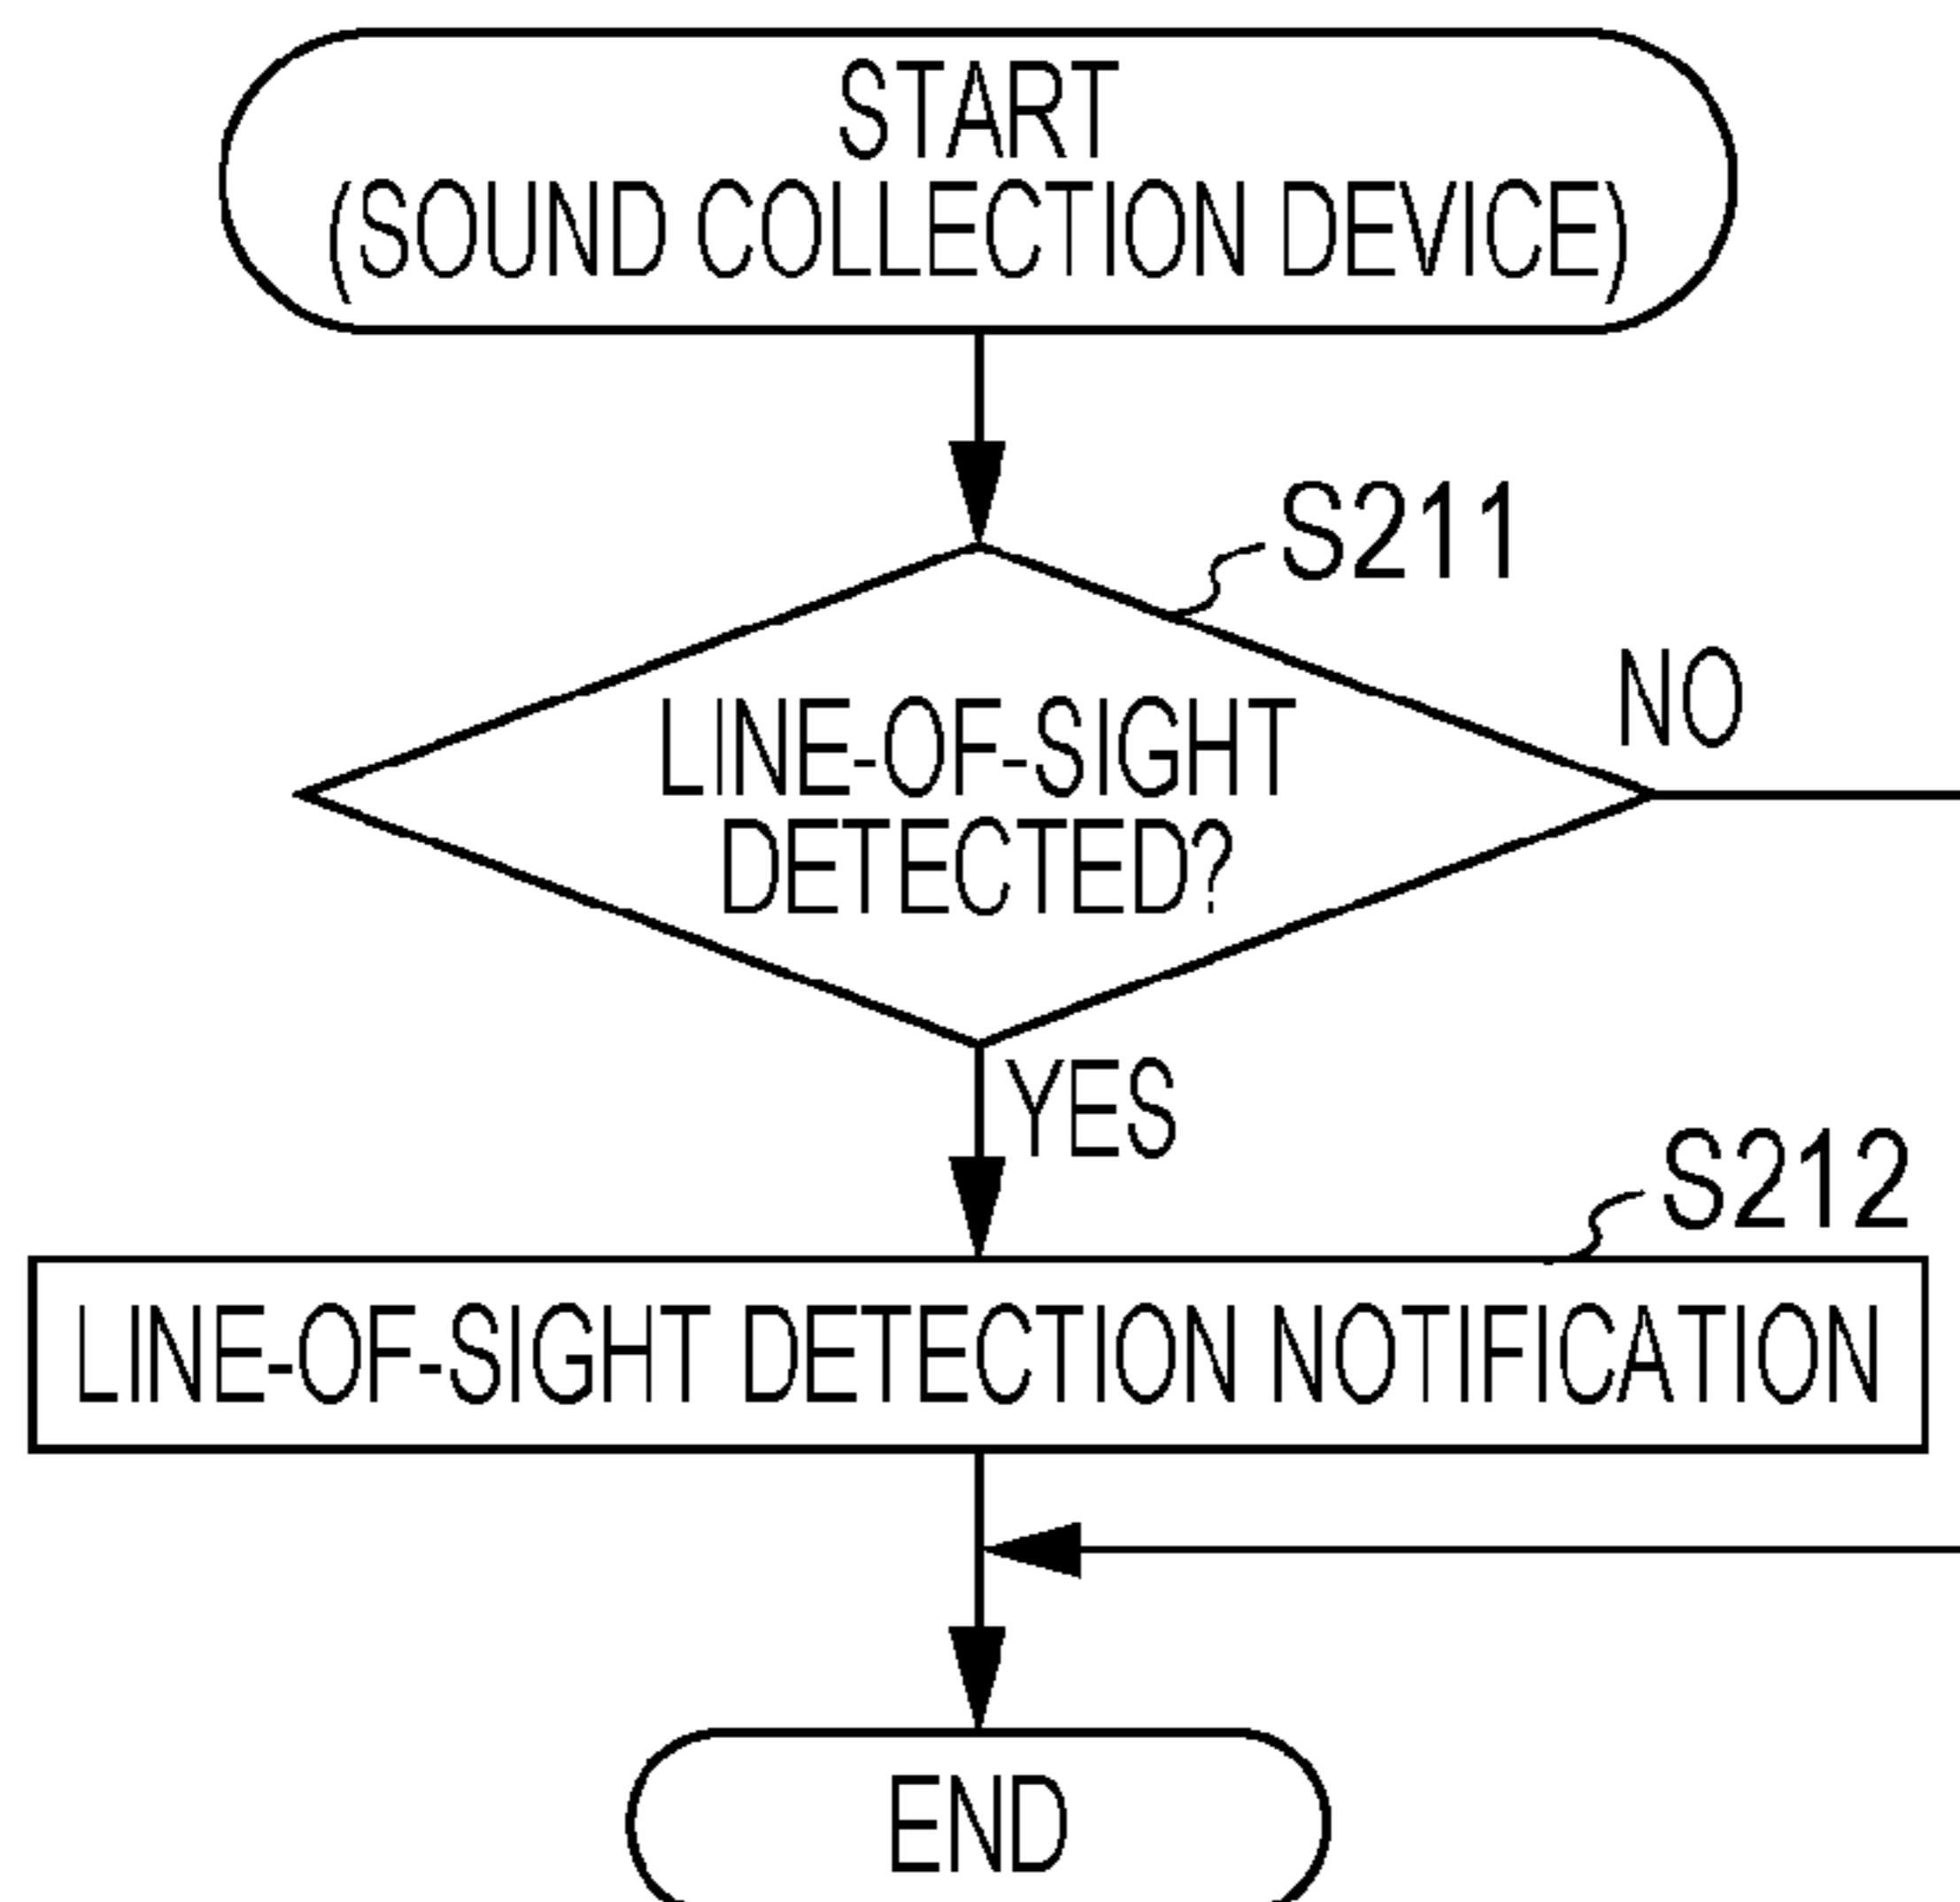 START
(SOUND COLLECTION DEVICE)
S211
LINE-OF-SIGHT
DETECTED?
NO
YES
S212
LINE-OF-SIGHT DETECTION NOTIFICATION
END